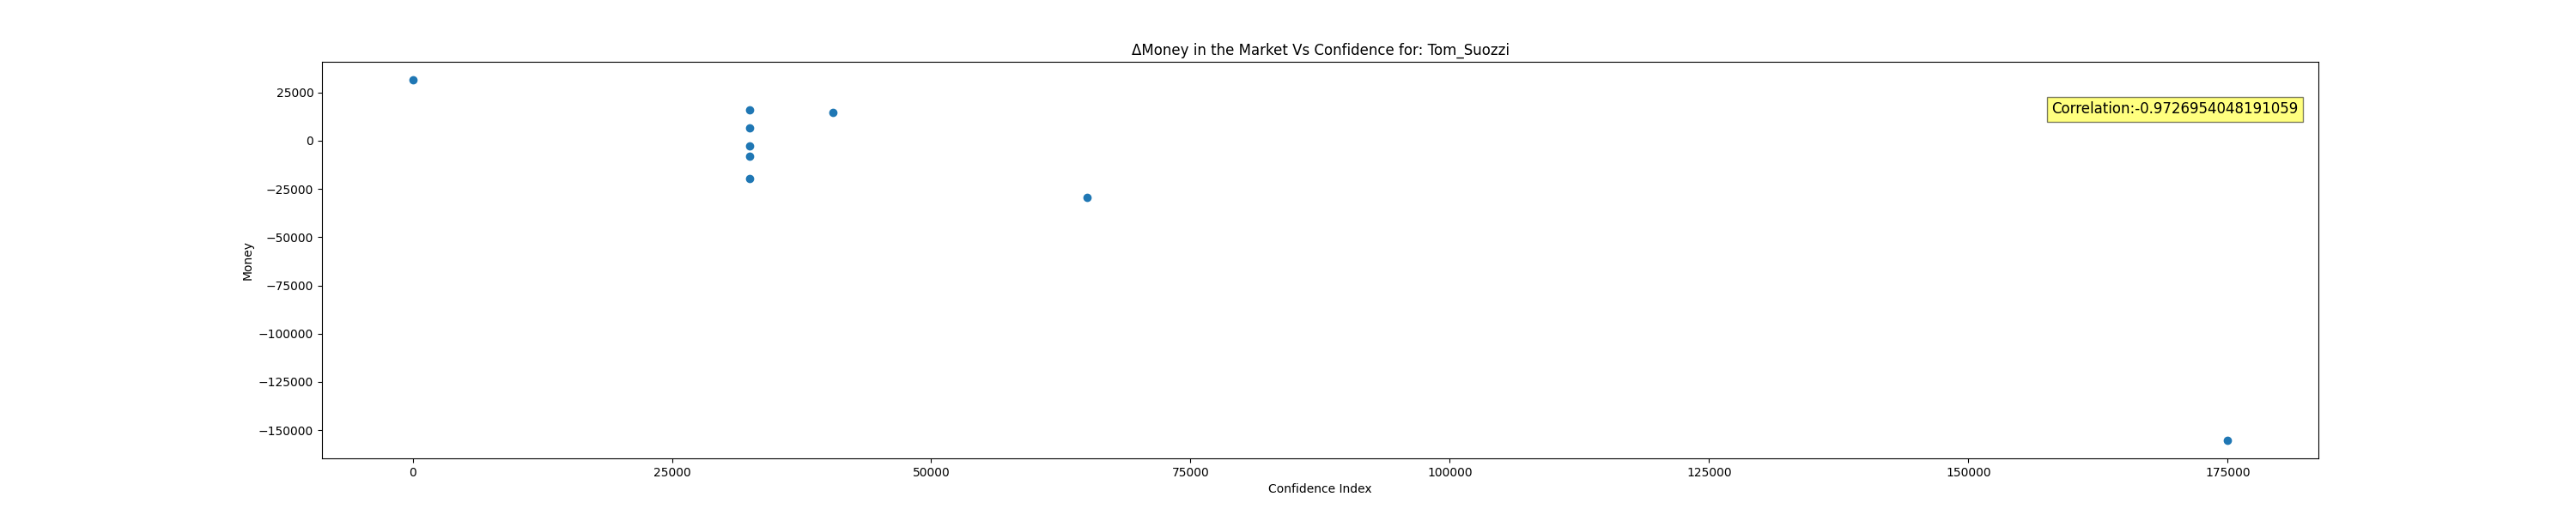 ΔMoney in the Market Vs Confidence for: Tom_Suozzi
Correlation:-0.9726954048191059
25000
0
−25000
−50000
−75000
−100000
−125000
−150000
Money
0 25000 50000 75000 100000 125000 150000 175000
Confidence Index